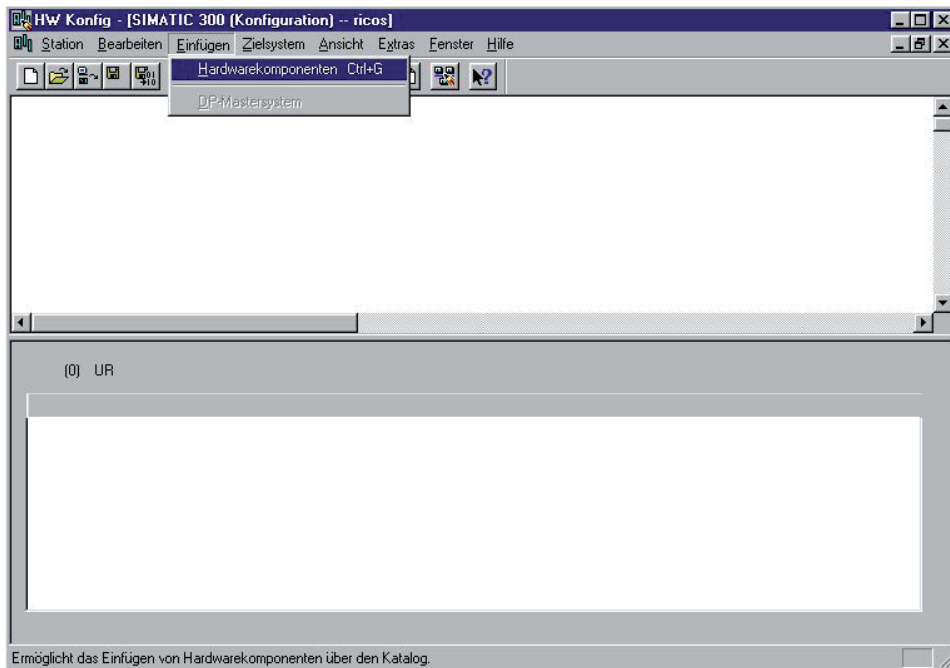 HW Konfig - [SIMATIC 300 (Konfiguration) -- ricos]
Station Bearbeiten Einfügen Zielsystem Ansicht Extras Fenster Hilfe
Hardwarekomponenten Ctrl+G
DP-Mastersystem
(0) UR
Ermöglicht das Einfügen von Hardwarekomponenten über den Katalog.